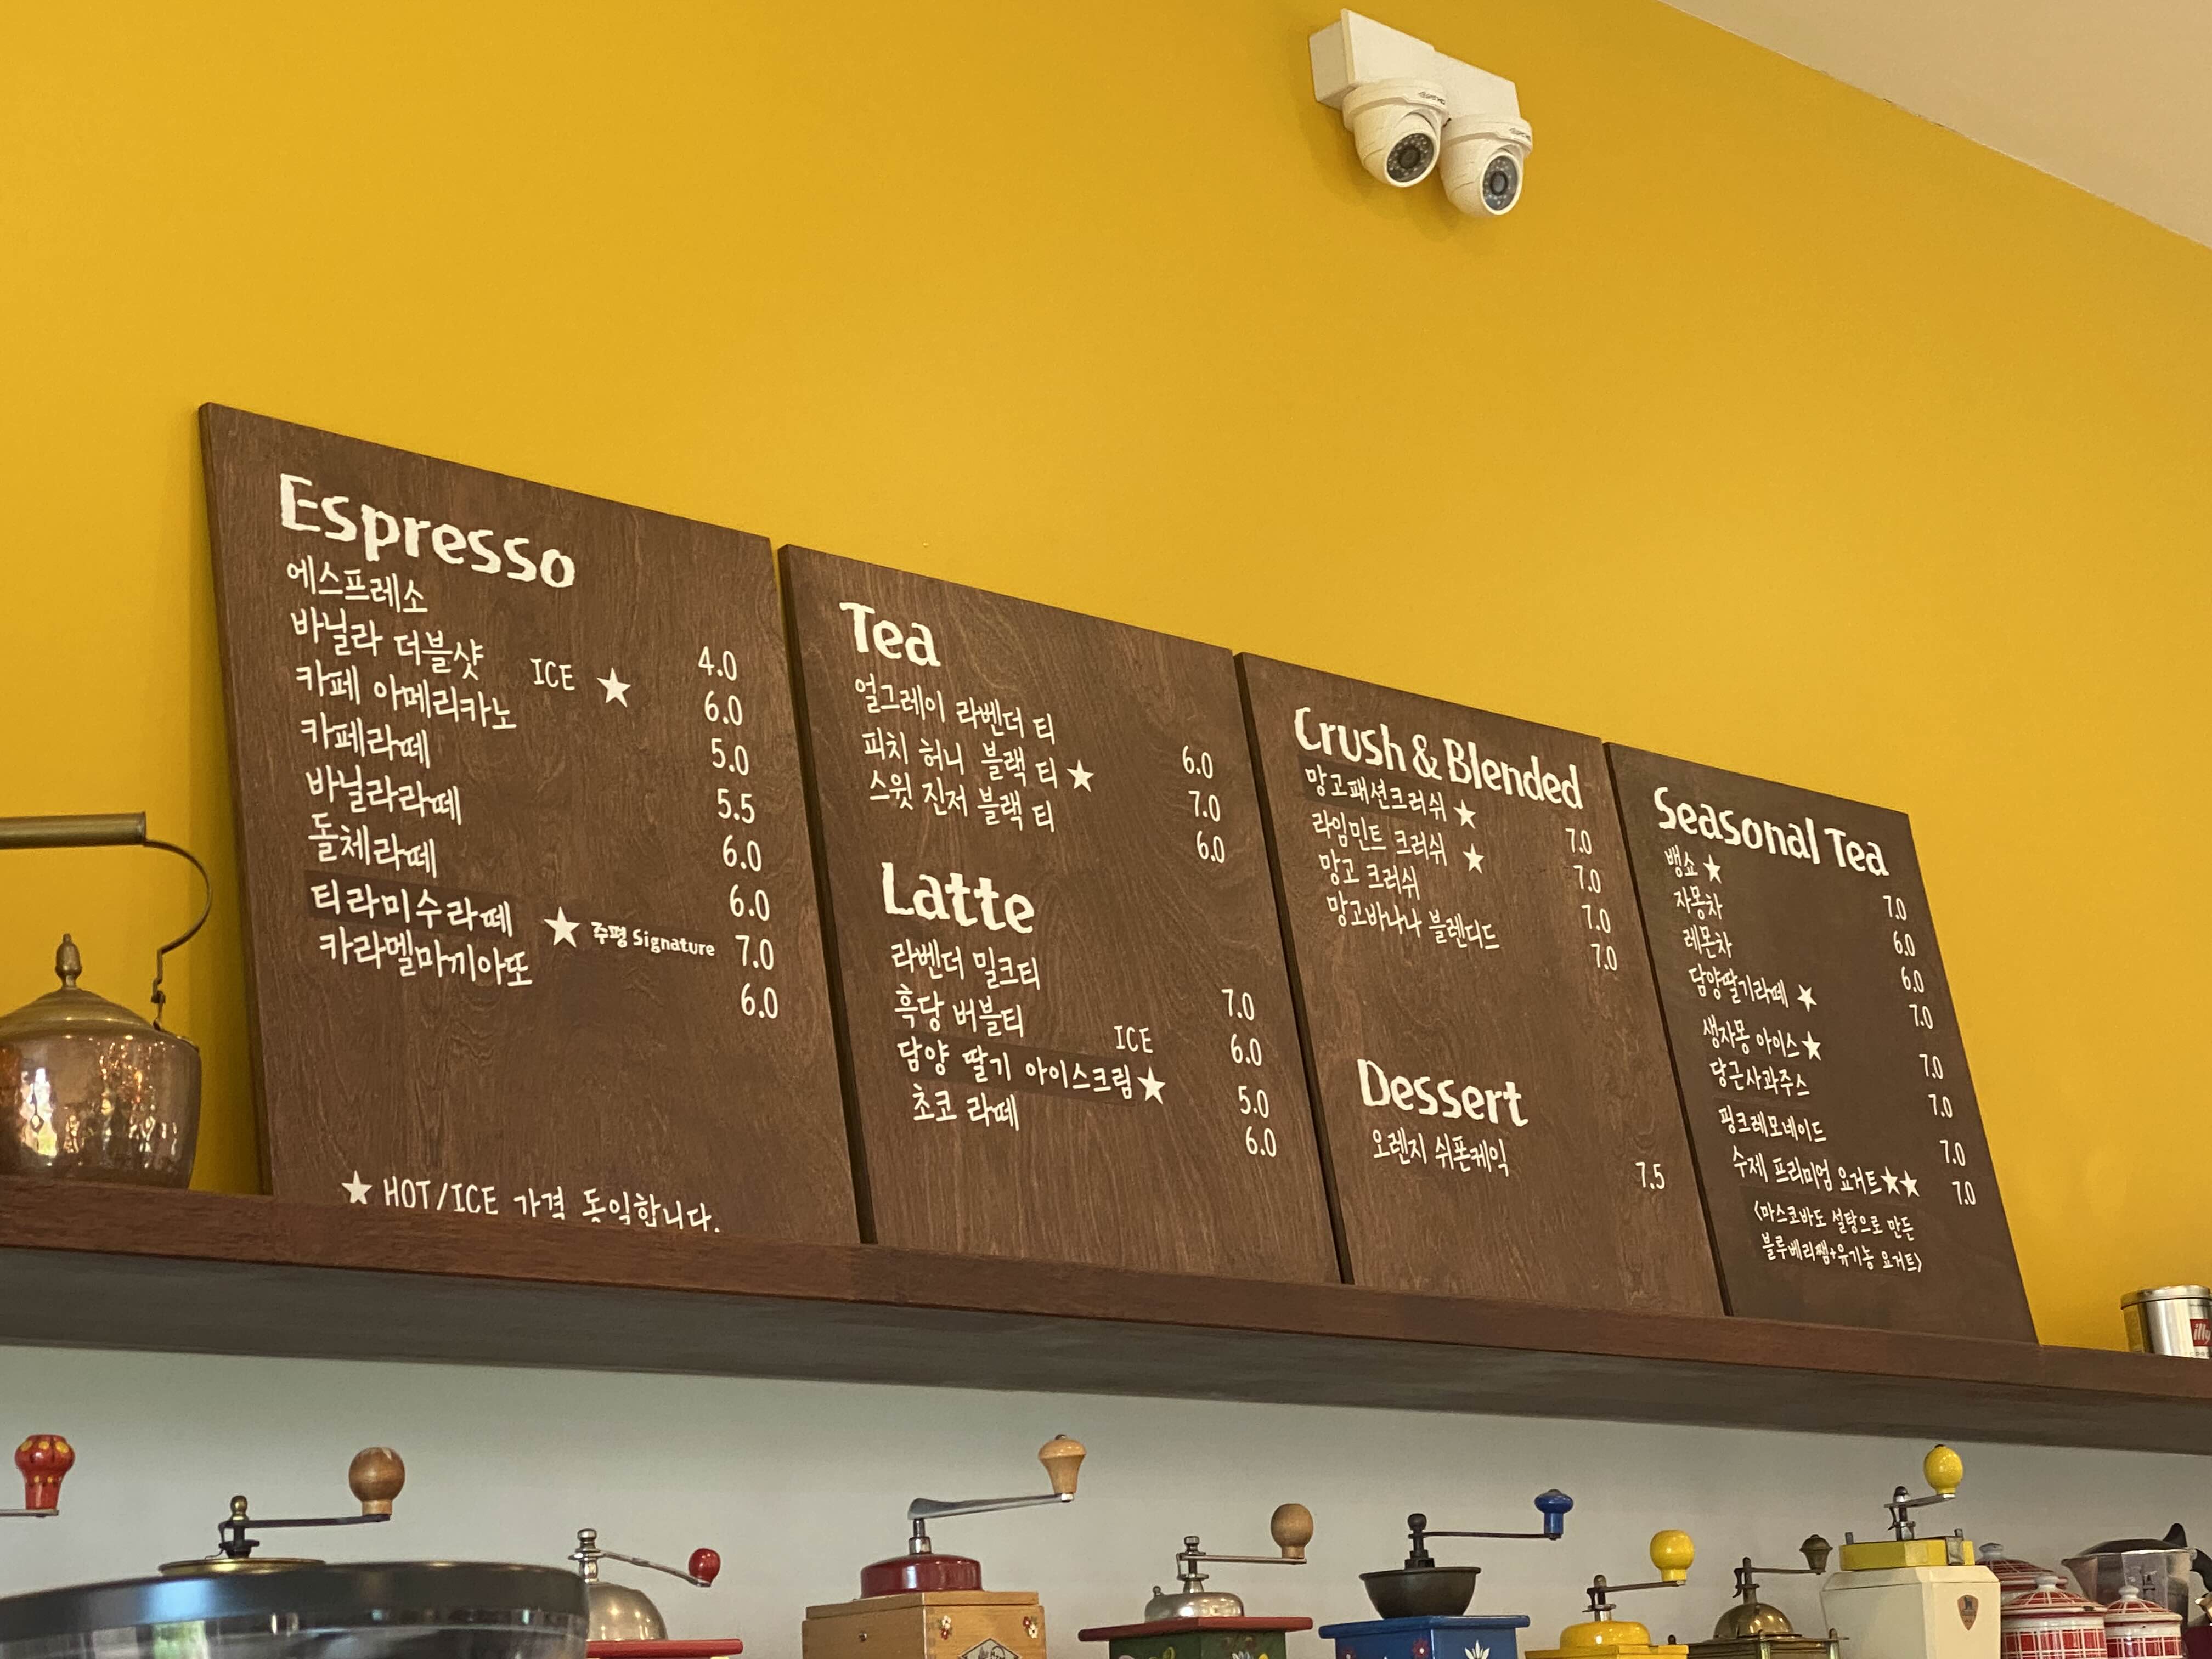 Espresso
에스프레소 4.0
바닐라 더블샷 ICE ★ 6.0
카페 아메리카노 5.0
카페라떼 5.5
바닐라라떼 6.0
돌체라떼 6.0
티라미수라떼 ★ 주평 Signature 7.0
카라멜마끼아또 6.0
★ HOT/ICE 가격 동일합니다.
Tea
얼그레이 라벤더 티 6.0
피치 허니 블랙 티 ★ 7.0
스윗 진저 블랙 티 6.0
Latte
라벤더 밀크티 7.0
흑당 버블티 ICE 6.0
담양 딸기 아이스크림 ★ 5.0
초코 라떼 6.0
Crush & Blended
망고패션크러쉬 ★ 7.0
라임민트 크러쉬 ★ 7.0
망고 크러쉬 7.0
망고바나나 블렌디드 7.0
Dessert
오렌지 쉬폰케익 7.5
Seasonal Tea
뱅쇼 ★ 7.0
자몽차 6.0
레몬차 6.0
담양딸기라떼 ★ 7.0
생자몽 아이스 ★ 7.0
당근사과주스 7.0
핑크레모네이드 7.0
수제 프리미엄 요거트 ★★ 7.0
<마스코바도 설탕으로 만든
블루베리쨈+유기농 요거트>
illy